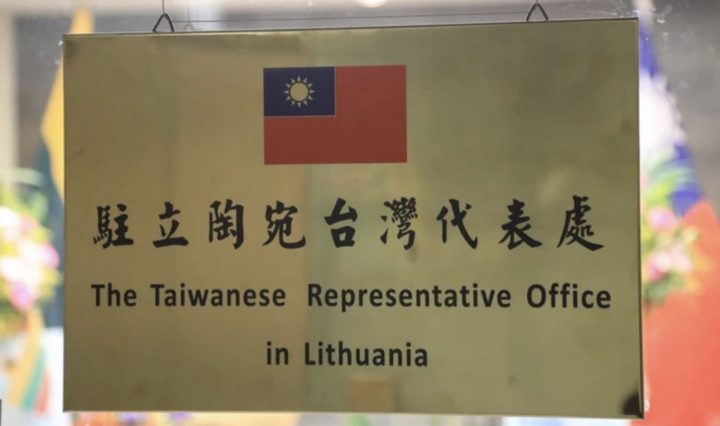 駐立陶宛台灣代表處
The Taiwanese Representative Office
in Lithuania